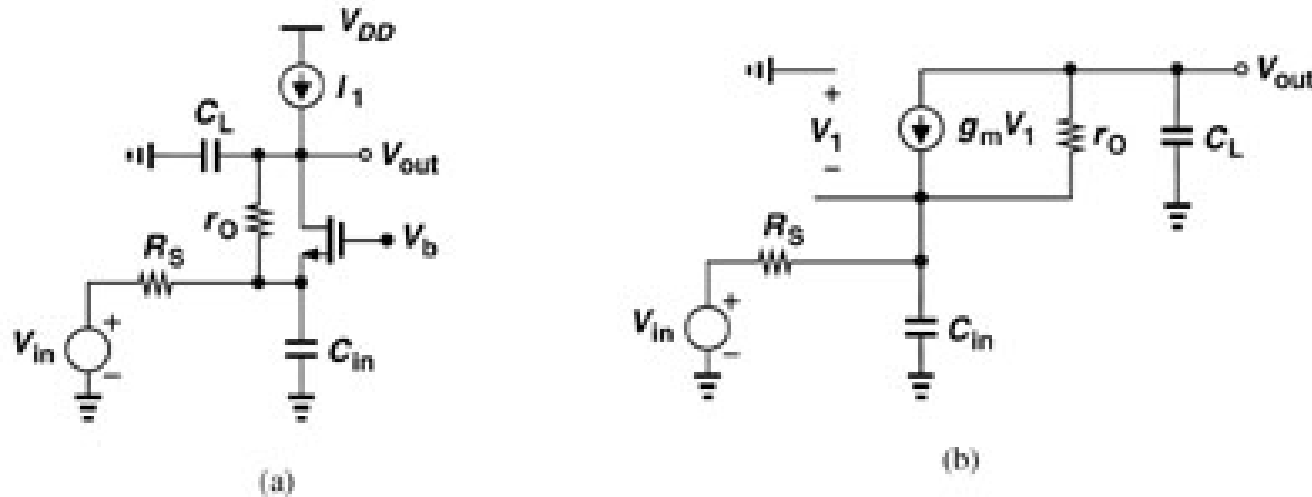 V_DD
I_1
C_L
V_out
r_O
V_b
R_S
+
V_in
−
C_in
(a)
V_out
+
V_1
−
g_mV_1
r_O
C_L
R_S
+
V_in
−
C_in
(b)